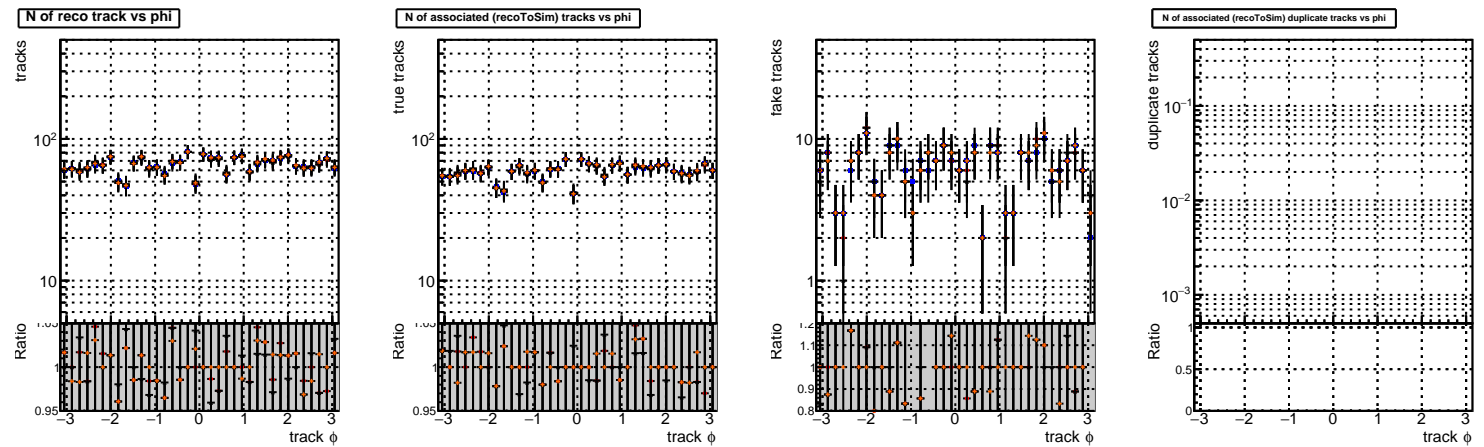 N of reco track vs phi
tracks
10²
10
Ratio
1.05
1
0.95
−3 −2 −1 0 1 2 3
track ϕ
N of associated (recoToSim) tracks vs phi
true tracks
10²
10
Ratio
1.05
1
0.95
−3 −2 −1 0 1 2 3
track ϕ
fake tracks
10
1
Ratio
1.2
1.1
1
0.9
0.8
−3 −2 −1 0 1 2 3
track ϕ
N of associated (recoToSim) duplicate tracks vs phi
duplicate tracks
10⁻¹
10⁻²
10⁻³
Ratio
1
0.5
0
−3 −2 −1 0 1 2 3
track ϕ